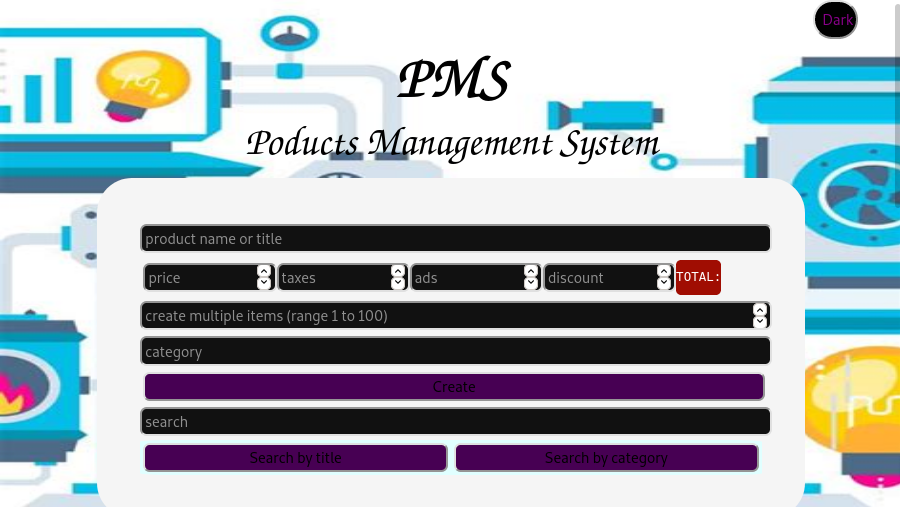 Dark
PMS
Poducts Management System
product name or title
price taxes ads discount TOTAL:
create multiple items (range 1 to 100)
category
Create
search
Search by title Search by category